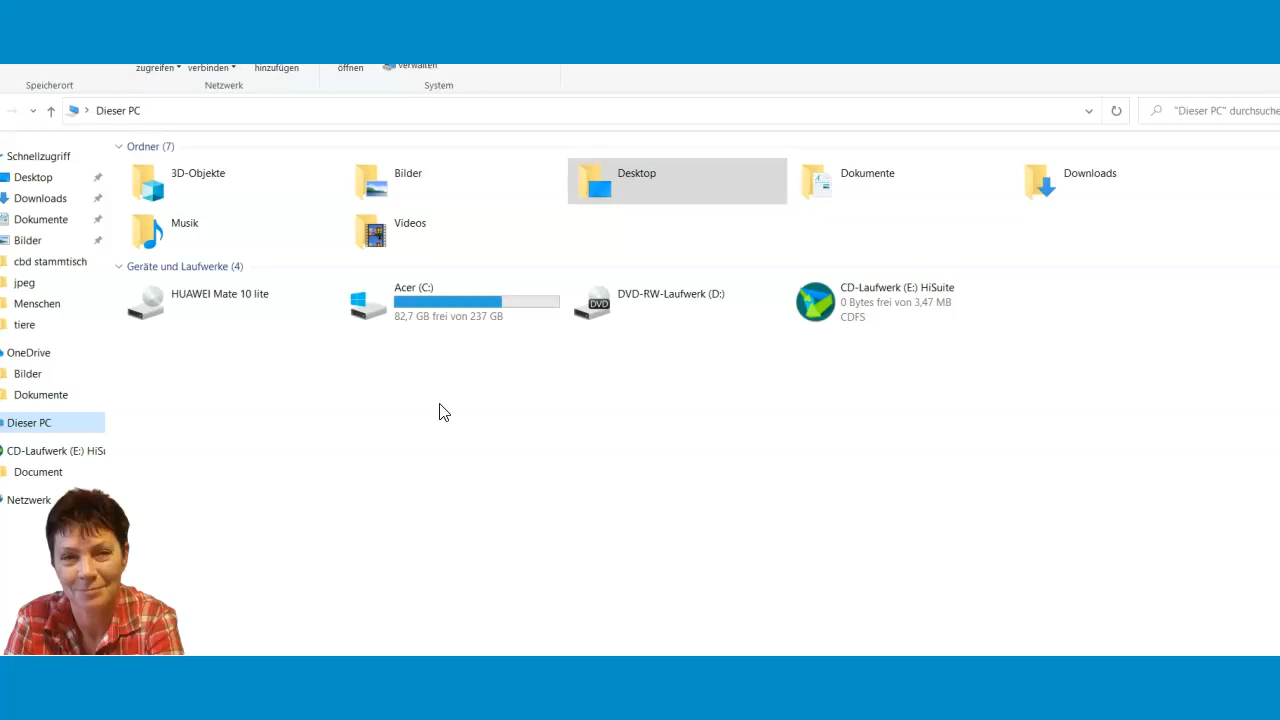 zugreifen verbinden hinzufügen öffnen verwalten
Speicherort Netzwerk System
Dieser PC "Dieser PC" durchsuche
Schnellzugriff
Desktop
Downloads
Dokumente
Bilder
cbd stammtisch
jpeg
Menschen
tiere
OneDrive
Bilder
Dokumente
Dieser PC
CD-Laufwerk (E:) HiSu
Document
Netzwerk
Ordner (7)
3D-Objekte Bilder Desktop Dokumente Downloads
Musik Videos
Geräte und Laufwerke (4)
HUAWEI Mate 10 lite
Acer (C:)
82,7 GB frei von 237 GB
DVD-RW-Laufwerk (D:)
DVD
CD-Laufwerk (E:) HiSuite
0 Bytes frei von 3,47 MB
CDFS